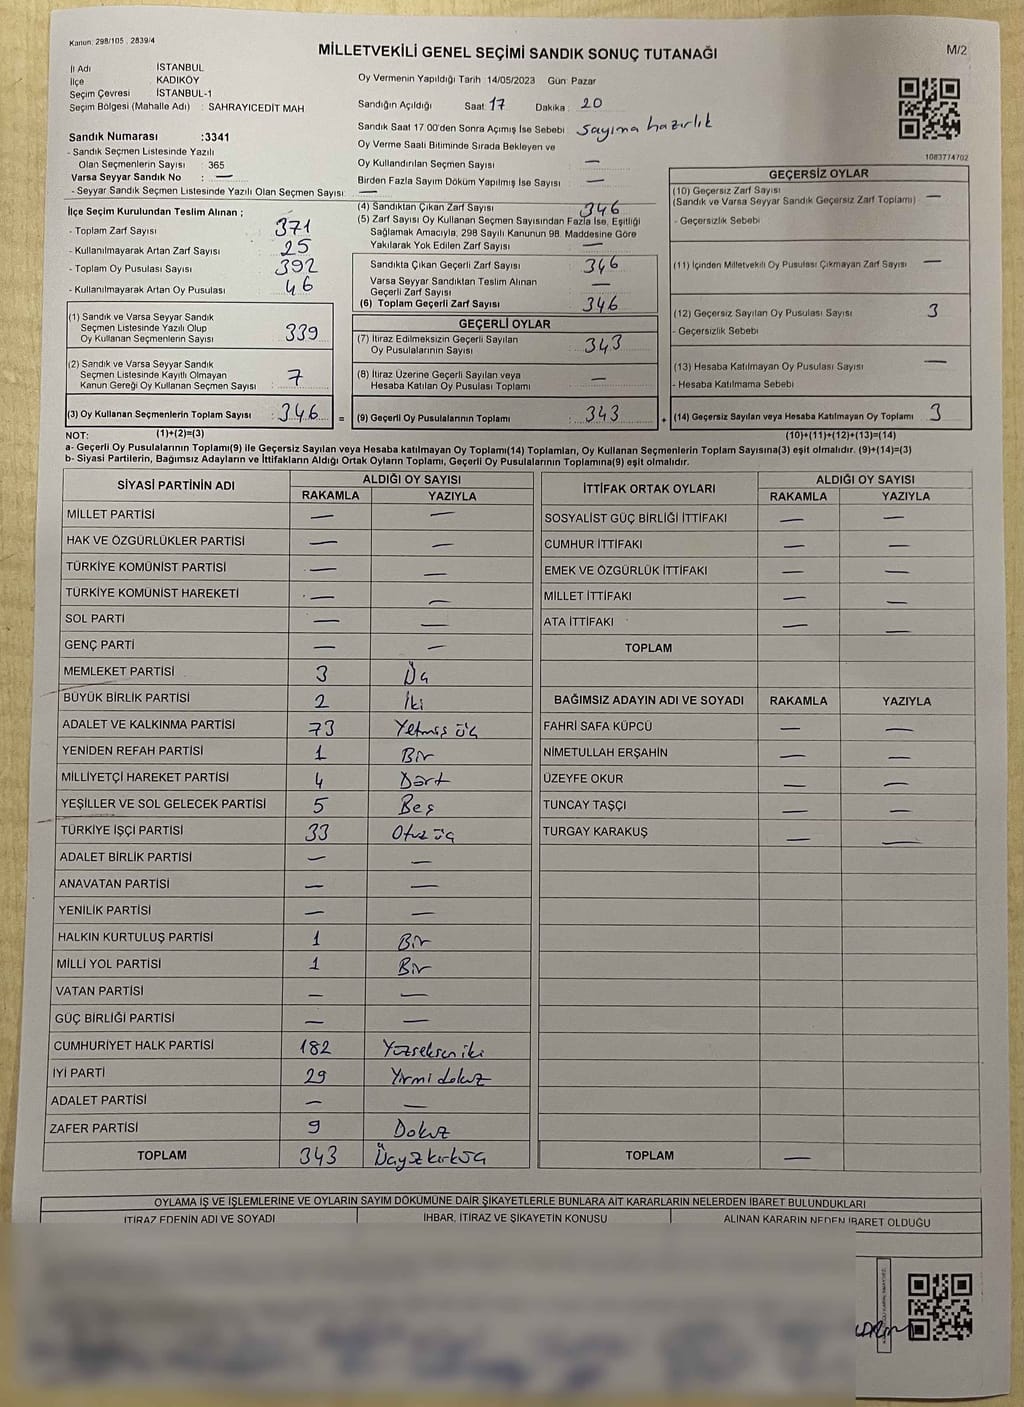 Kanun: 298/105 , 2839/4
MİLLETVEKİLİ GENEL SEÇİMİ SANDIK SONUÇ TUTANAĞI
M/2
İl Adı İSTANBUL
İlçe KADIKÖY
Seçim Çevresi İSTANBUL-1
Seçim Bölgesi (Mahalle Adı) : SAHRAYICEDİT MAH
Sandık Numarası :3341
- Sandık Seçmen Listesinde Yazılı
Olan Seçmenlerin Sayısı : 365
Varsa Seyyar Sandık No : —
- Seyyar Sandık Seçmen Listesinde Yazılı Olan Seçmen Sayısı: —
Oy Vermenin Yapıldığı Tarih 14/05/2023 Gün: Pazar
Sandığın Açıldığı Saat: 17 Dakika: 20
Sandık Saat 17:00'den Sonra Açımış İse Sebebi: sayıma hazırlık
Oy Verme Saati Bitiminde Sırada Bekleyen ve
Oy Kullandırılan Seçmen Sayısı —
Birden Fazla Sayım Döküm Yapılmış İse Sayısı —
1083774702
İlçe Seçim Kurulundan Teslim Alınan ;
- Toplam Zarf Sayısı : 371
- Kullanılmayarak Artan Zarf Sayısı : 25
- Toplam Oy Pusulası Sayısı : 392
- Kullanılmayarak Artan Oy Pusulası : 46
(1) Sandık ve Varsa Seyyar Sandık
Seçmen Listesinde Yazılı Olup
Oy Kullanan Seçmenlerin Sayısı : 339
(2) Sandık ve Varsa Seyyar Sandık
Seçmen Listesinde Kayıtlı Olmayan
Kanun Gereği Oy Kullanan Seçmen Sayısı : 7
(3) Oy Kullanan Seçmenlerin Toplam Sayısı : 346 =
(1)+(2)=(3)
(4) Sandıktan Çıkan Zarf Sayısı 346
(5) Zarf Sayısı Oy Kullanan Seçmen Sayısından Fazla İse, Eşitliği
Sağlamak Amacıyla, 298 Sayılı Kanunun 98. Maddesine Göre
Yakılarak Yok Edilen Zarf Sayısı : —
Sandıkta Çıkan Geçerli Zarf Sayısı : 346
Varsa Seyyar Sandıktan Teslim Alınan
Geçerli Zarf Sayısı : —
(6) Toplam Geçerli Zarf Sayısı : 346
GEÇERLİ OYLAR
(7) İtiraz Edilmeksizin Geçerli Sayılan
Oy Pusulalarının Sayısı : 343
(8) İtiraz Üzerine Geçerli Sayılan veya
Hesaba Katılan Oy Pusulası Toplamı : —
(9) Geçerli Oy Pusulalarının Toplamı : 343 +
GEÇERSİZ OYLAR
(10) Geçersiz Zarf Sayısı
(Sandık ve Varsa Seyyar Sandık Geçersiz Zarf Toplamı) —
- Geçersizlik Sebebi
(11) İçinden Milletvekili Oy Pusulası Çıkmayan Zarf Sayısı —
(12) Geçersiz Sayılan Oy Pusulası Sayısı 3
- Geçersizlik Sebebi
(13) Hesaba Katılmayan Oy Pusulası Sayısı —
- Hesaba Katılmama Sebebi
(14) Geçersiz Sayılan veya Hesaba Katılmayan Oy Toplamı : 3
(10)+(11)+(12)+(13)=(14)
NOT:
a- Geçerli Oy Pusulalarının Toplamı(9) ile Geçersiz Sayılan veya Hesaba katılmayan Oy Toplamı(14) Toplamları, Oy Kullanan Seçmenlerin Toplam Sayısına(3) eşit olmalıdır. (9)+(14)=(3)
b- Siyasi Partilerin, Bağımsız Adayların ve İttifakların Aldığı Ortak Oyların Toplamı, Geçerli Oy Pusulalarının Toplamına(9) eşit olmalıdır.
SİYASİ PARTİNİN ADI ALDIĞI OY SAYISI
RAKAMLA YAZIYLA
MİLLET PARTİSİ — —
HAK VE ÖZGÜRLÜKLER PARTİSİ — —
TÜRKİYE KOMÜNİST PARTİSİ — —
TÜRKİYE KOMÜNİST HAREKETİ — —
SOL PARTİ — —
GENÇ PARTİ — —
MEMLEKET PARTİSİ 3 Üç
BÜYÜK BİRLİK PARTİSİ 2 İki
ADALET VE KALKINMA PARTİSİ 73 Yetmiş üç
YENİDEN REFAH PARTİSİ 1 Bir
MİLLİYETÇİ HAREKET PARTİSİ 4 Dört
YEŞİLLER VE SOL GELECEK PARTİSİ 5 Beş
TÜRKİYE İŞÇİ PARTİSİ 33 Otuz üç
ADALET BİRLİK PARTİSİ — —
ANAVATAN PARTİSİ — —
YENİLİK PARTİSİ — —
HALKIN KURTULUŞ PARTİSİ 1 Bir
MİLLİ YOL PARTİSİ 1 Bir
VATAN PARTİSİ — —
GÜÇ BİRLİĞİ PARTİSİ — —
CUMHURİYET HALK PARTİSİ 182 Yüzseksen iki
İYİ PARTİ 29 Yirmi dokuz
ADALET PARTİSİ — —
ZAFER PARTİSİ 9 Dokuz
TOPLAM 343 Üçyüzkırküç
İTTİFAK ORTAK OYLARI ALDIĞI OY SAYISI
RAKAMLA YAZIYLA
SOSYALİST GÜÇ BİRLİĞİ İTTİFAKI — —
CUMHUR İTTİFAKI — —
EMEK VE ÖZGÜRLÜK İTTİFAKI — —
MİLLET İTTİFAKI — —
ATA İTTİFAKI — —
TOPLAM
BAĞIMSIZ ADAYIN ADI VE SOYADI RAKAMLA YAZIYLA
FAHRİ SAFA KÜPCÜ — —
NİMETULLAH ERŞAHİN — —
ÜZEYFE OKUR — —
TUNCAY TAŞÇI — —
TURGAY KARAKUŞ — —
TOPLAM —
OYLAMA İŞ VE İŞLEMLERİNE VE OYLARIN SAYIM DÖKÜMÜNE DAİR ŞİKAYETLERLE BUNLARA AİT KARARLARIN NELERDEN İBARET BULUNDUKLARI
İTİRAZ EDENİN ADI VE SOYADI İHBAR, İTİRAZ VE ŞİKAYETİN KONUSU ALINAN KARARIN NEDEN İBARET OLDUĞU